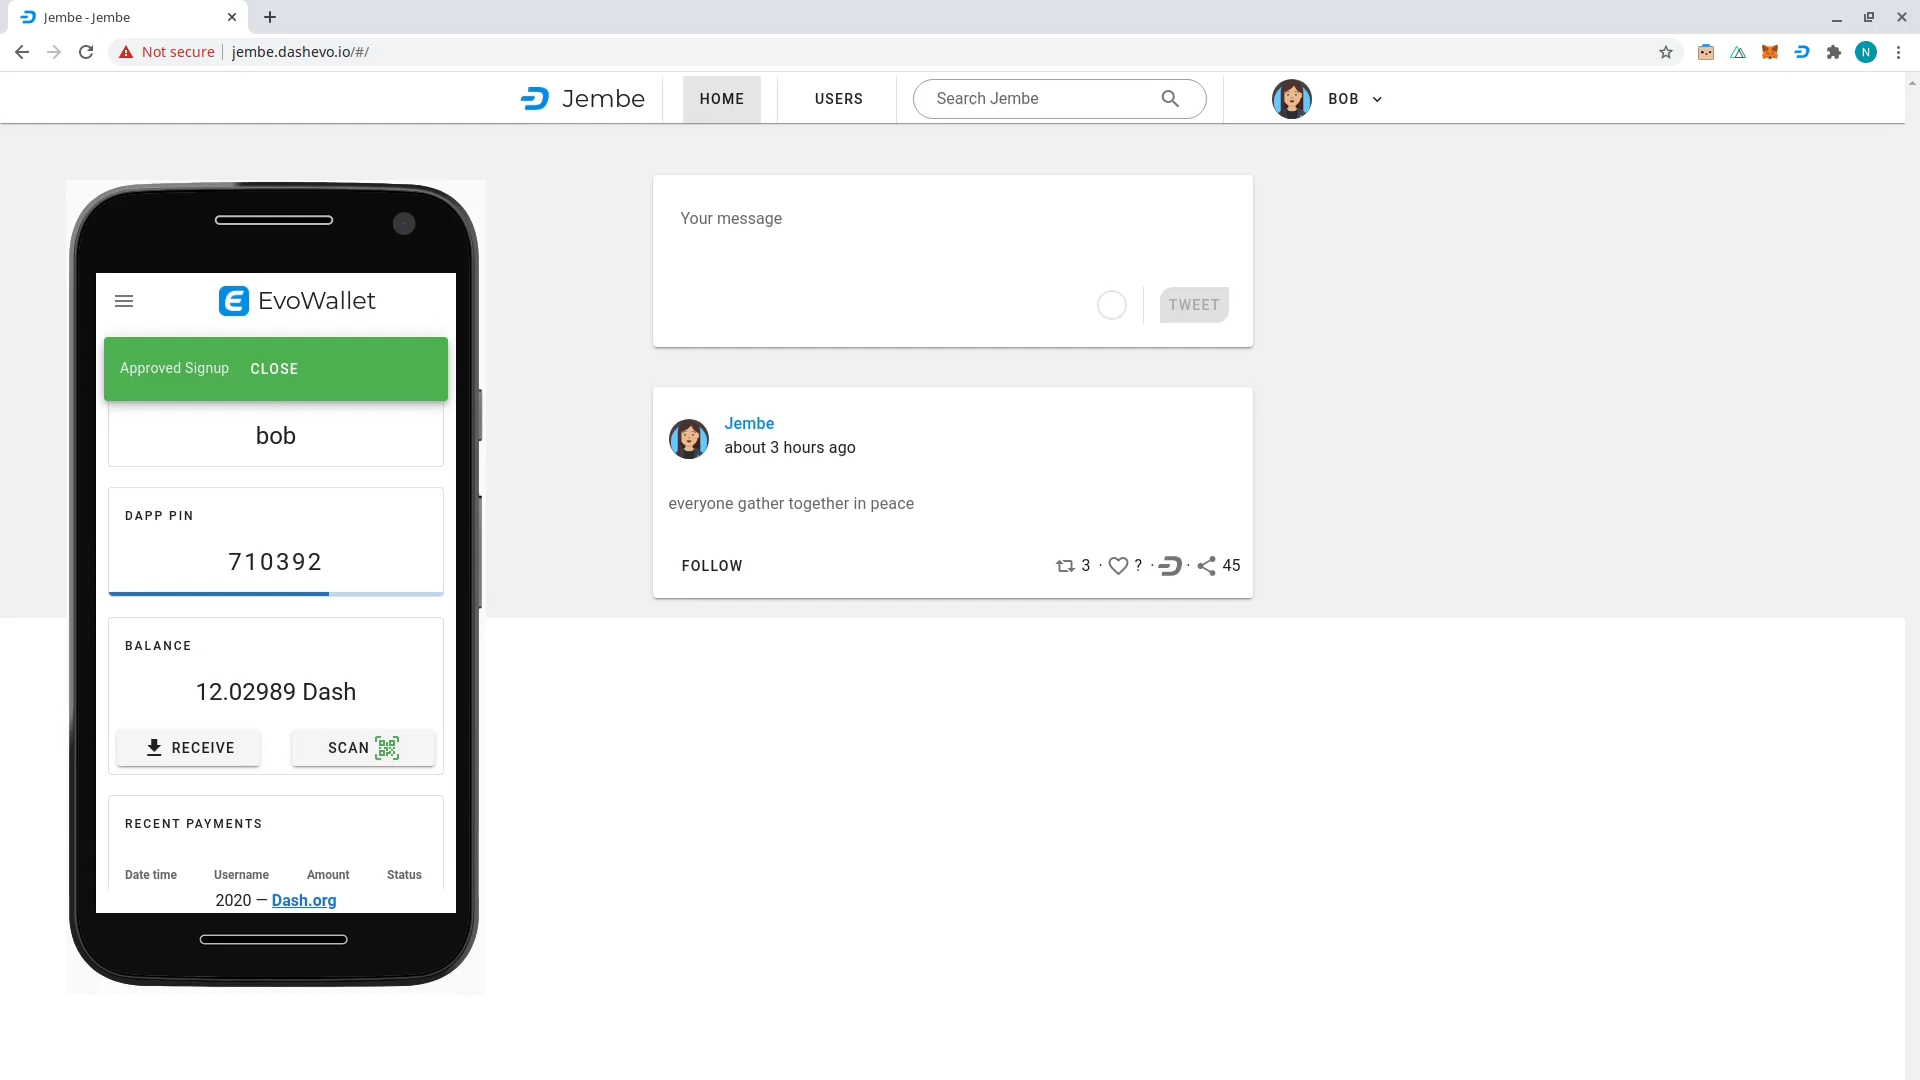 Jembe - Jembe
Not secure jembe.dashevo.io/#/
N
Jembe HOME USERS Search Jembe BOB
EvoWallet
Approved Signup CLOSE
bob
DAPP PIN
710392
BALANCE
12.02989 Dash
RECEIVE SCAN
RECENT PAYMENTS
Date time Username Amount Status
2020 — Dash.org
Your message
TWEET
Jembe
about 3 hours ago
everyone gather together in peace
FOLLOW 3 · ? · · 45